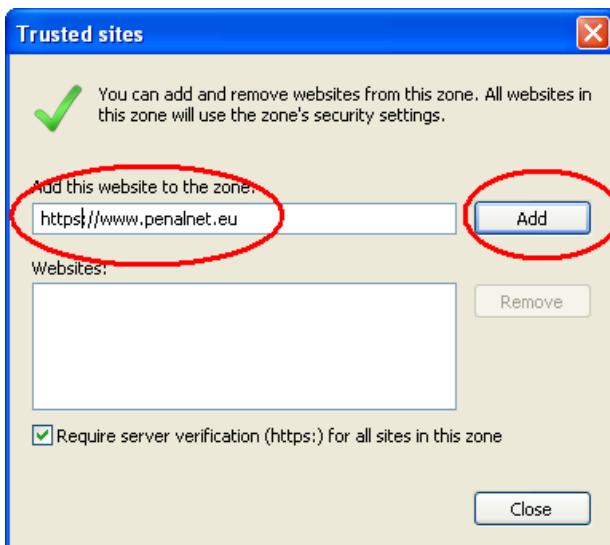 Trusted sites
You can add and remove websites from this zone. All websites in
this zone will use the zone's security settings.
Add this website to the zone:
https://www.penalnet.eu
Add
Websites:
Remove
Require server verification (https:) for all sites in this zone
Close